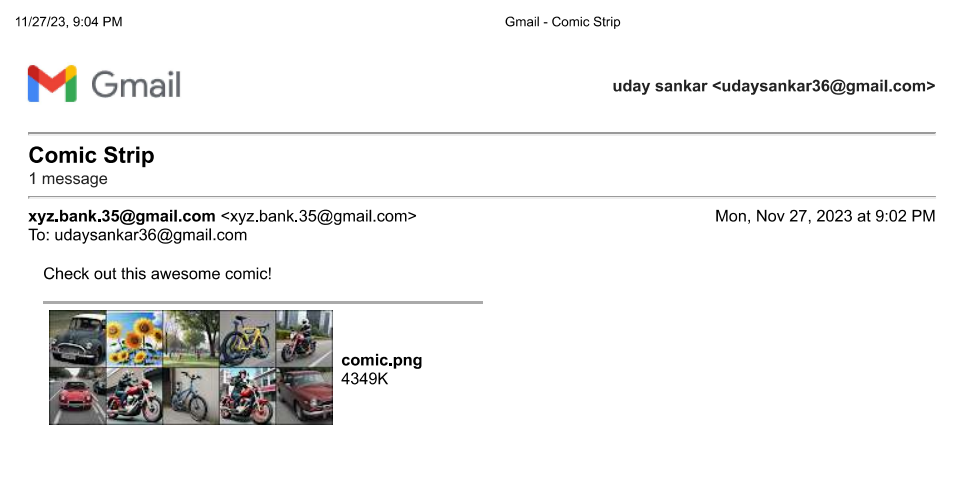 11/27/23, 9:04 PM Gmail - Comic Strip
Gmail uday sankar <udaysankar36@gmail.com>
Comic Strip
1 message
xyz.bank.35@gmail.com <xyz.bank.35@gmail.com> Mon, Nov 27, 2023 at 9:02 PM
To: udaysankar36@gmail.com
Check out this awesome comic!
comic.png
4349K